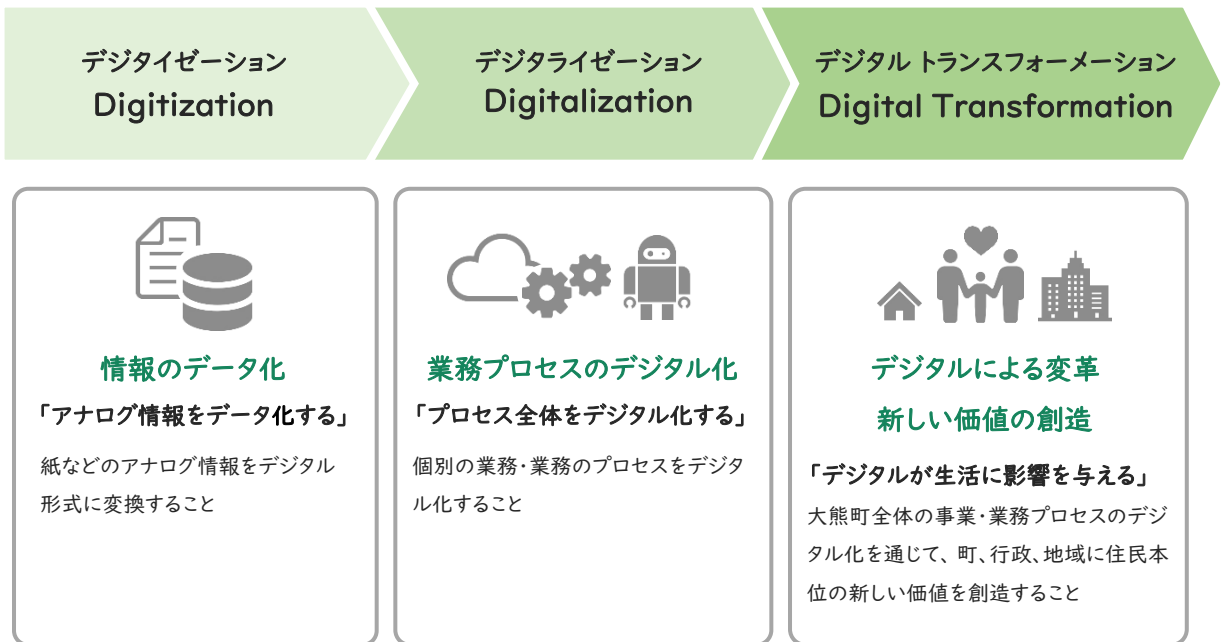 デジタイゼーション
Digitization
デジタライゼーション
Digitalization
デジタル トランスフォーメーション
Digital Transformation
情報のデータ化
「アナログ情報をデータ化する」
紙などのアナログ情報をデジタル
形式に変換すること
業務プロセスのデジタル化
「プロセス全体をデジタル化する」
個別の業務・業務のプロセスをデジタ
ル化すること
デジタルによる変革
新しい価値の創造
「デジタルが生活に影響を与える」
大熊町全体の事業・業務プロセスのデジ
タル化を通じて、町、行政、地域に住民本
位の新しい価値を創造すること